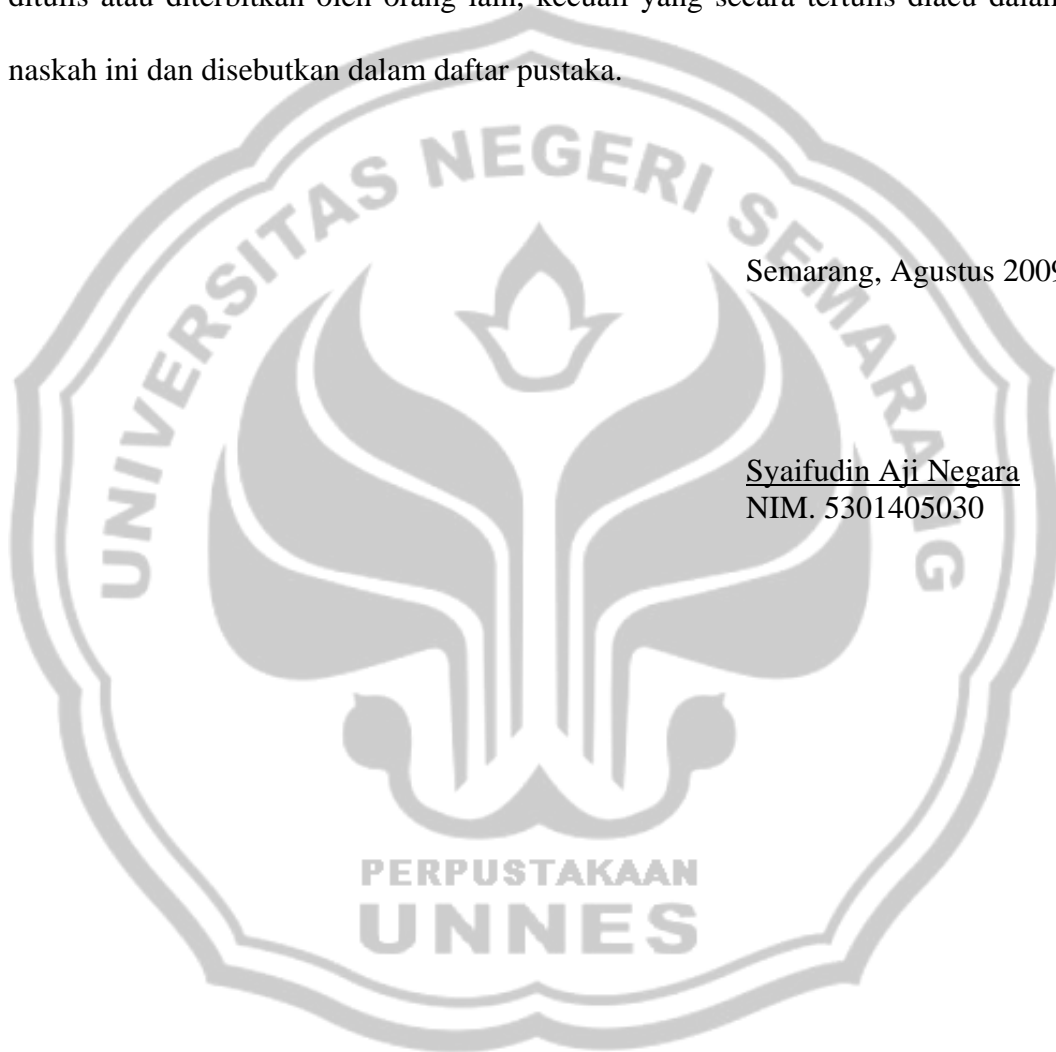 ditulis atau diterbitkan oleh orang lain, kecuali yang secara tertulis diacu dalam
naskah ini dan disebutkan dalam daftar pustaka.
UNIVERSITAS NEGERI SEMARANG
Semarang, Agustus 2009
Syaifudin Aji Negara
NIM. 5301405030
PERPUSTAKAAN
UNNES